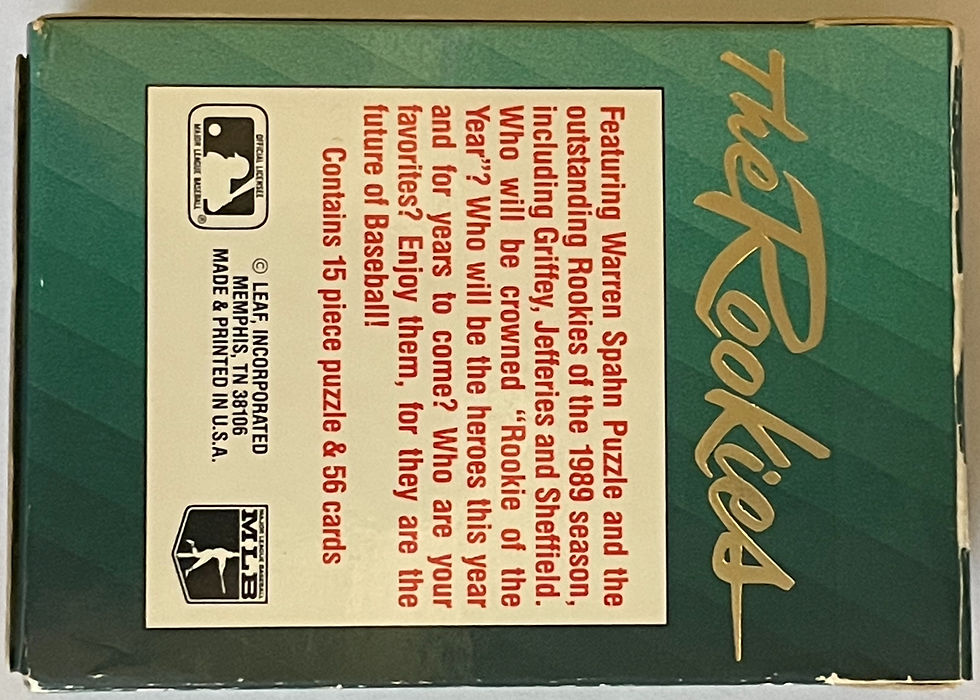 The Rookies
Featuring Warren Spahn Puzzle and the
outstanding Rookies of the 1989 season,
including Griffey, Jefferies and Sheffield.
Who will be crowned “Rookie of the
Year”? Who will be the heroes this year
and for years to come? Who are your
favorites? Enjoy them, for they are the
future of Baseball!
Contains 15 piece puzzle & 56 cards
OFFICIAL LICENSEE
MAJOR LEAGUE BASEBALL ®
© LEAF, INCORPORATED
MEMPHIS, TN 38106
MADE & PRINTED IN U.S.A.
MAJOR LEAGUE BASEBALL
MLB